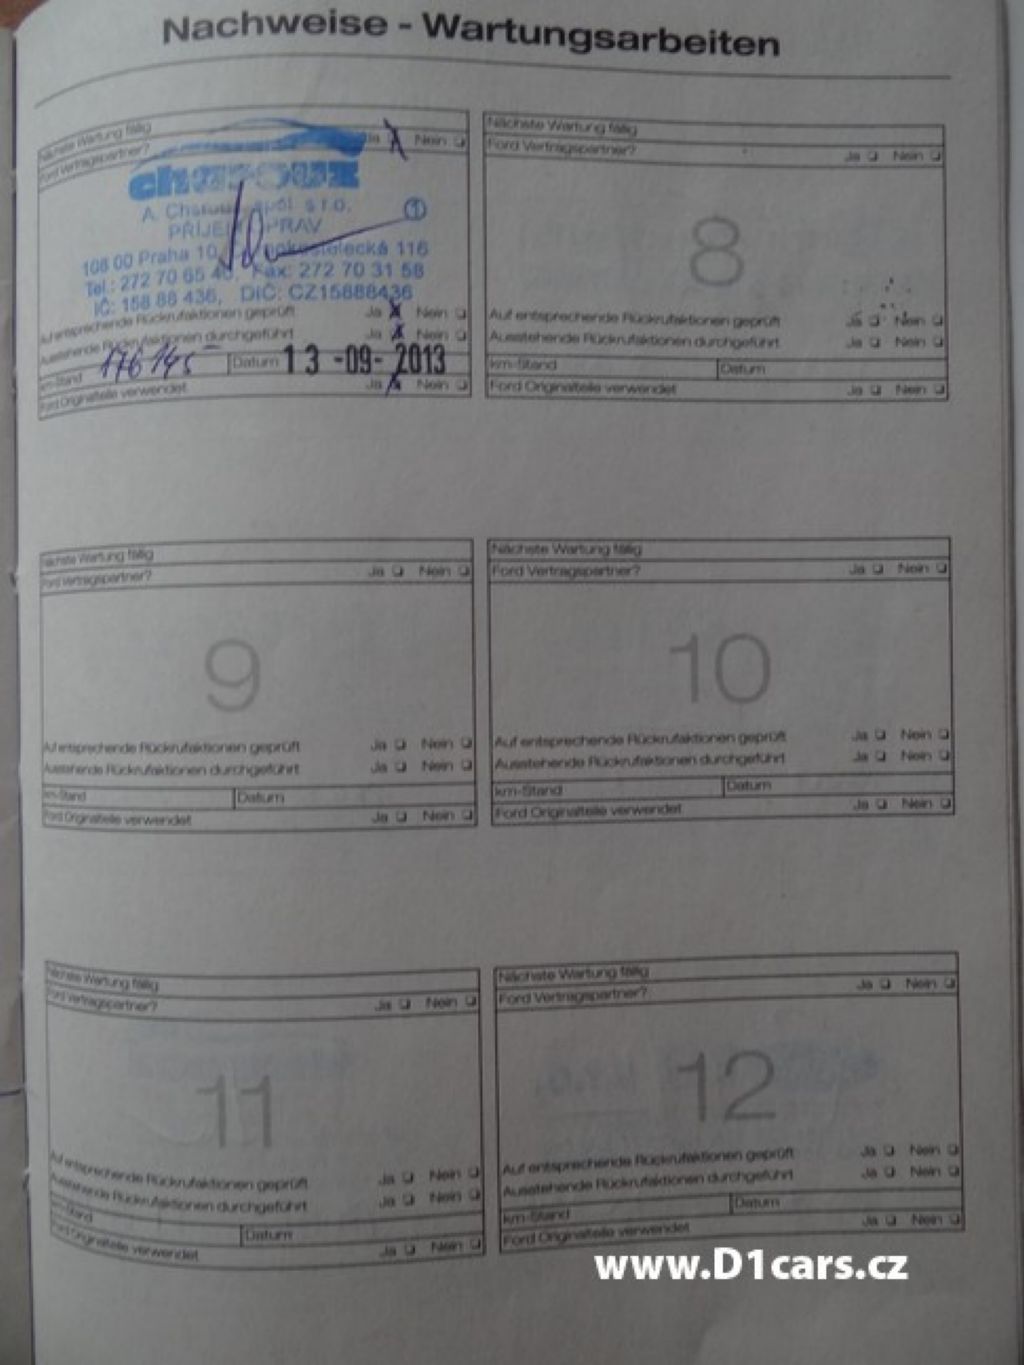 Nachweise - Wartungsarbeiten
Nächste Wartung fällig
Ford Vertragspartner? Ja Nein
charouz
A. Charouz, spol. s r.o.
PŘÍJEM OPRAV
①
108 00 Praha 10, 116
Tel.: 272 70 65 Fax: 272 70 31 58
IČ: 158 88 436, DIČ: CZ15888436
Auf entsprechende Rückrufaktionen geprüft Ja Nein
Ausstehende Rückrufaktionen durchgeführt Ja Nein
km-Stand 176145 Datum 13 -09- 2013
Ford Originalteile verwendet Ja Nein
Nächste Wartung fällig
Ford Vertragspartner? Ja Nein
8
Auf entsprechende Rückrufaktionen geprüft Ja Nein
Ausstehende Rückrufaktionen durchgeführt Ja Nein
km-Stand Datum
Ford Originalteile verwendet Ja Nein
Nächste Wartung fällig
Ford Vertragspartner? Ja Nein
9
Auf entsprechende Rückrufaktionen geprüft Ja Nein
Ausstehende Rückrufaktionen durchgeführt Ja Nein
km-Stand Datum
Ford Originalteile verwendet Ja Nein
Nächste Wartung fällig
Ford Vertragspartner? Ja Nein
10
Auf entsprechende Rückrufaktionen geprüft Ja Nein
Ausstehende Rückrufaktionen durchgeführt Ja Nein
km-Stand Datum
Ford Originalteile verwendet Ja Nein
Nächste Wartung fällig
Ford Vertragspartner? Ja Nein
11
Auf entsprechende Rückrufaktionen geprüft Ja Nein
Ausstehende Rückrufaktionen durchgeführt Ja Nein
km-Stand Datum
Ford Originalteile verwendet Ja Nein
Nächste Wartung fällig
Ford Vertragspartner? Ja Nein
12
Auf entsprechende Rückrufaktionen geprüft Ja Nein
Ausstehende Rückrufaktionen durchgeführt Ja Nein
km-Stand Datum
Ford Originalteile verwendet Ja Nein
www.D1cars.cz